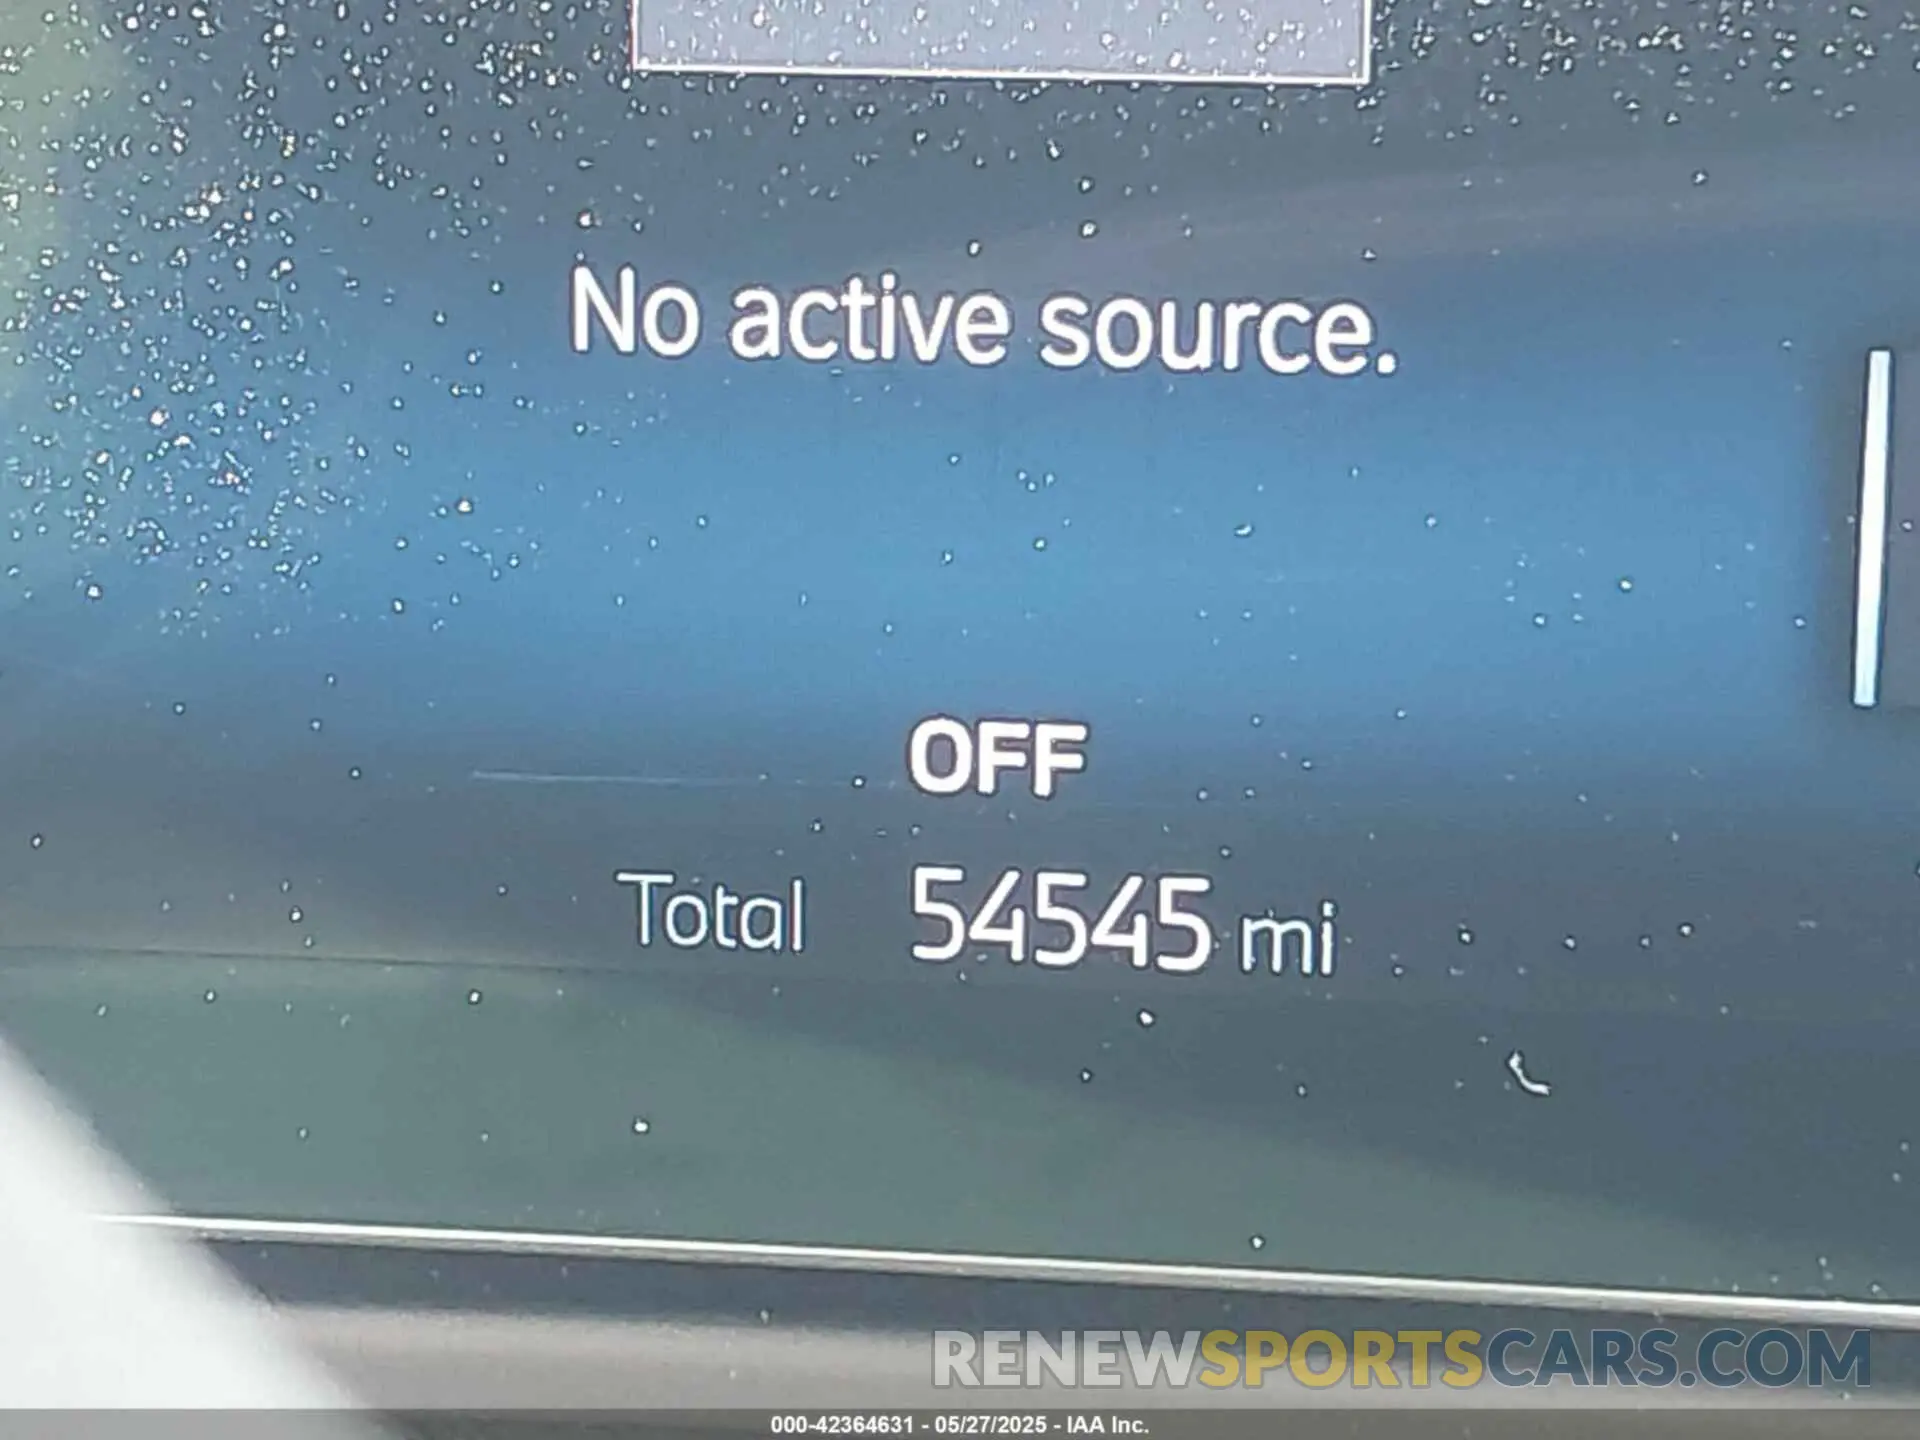 No active source.
OFF
Total 54545 mi
RENEWSPORTSCARS.COM
000-42364631 - 05/27/2025 - IAA Inc.